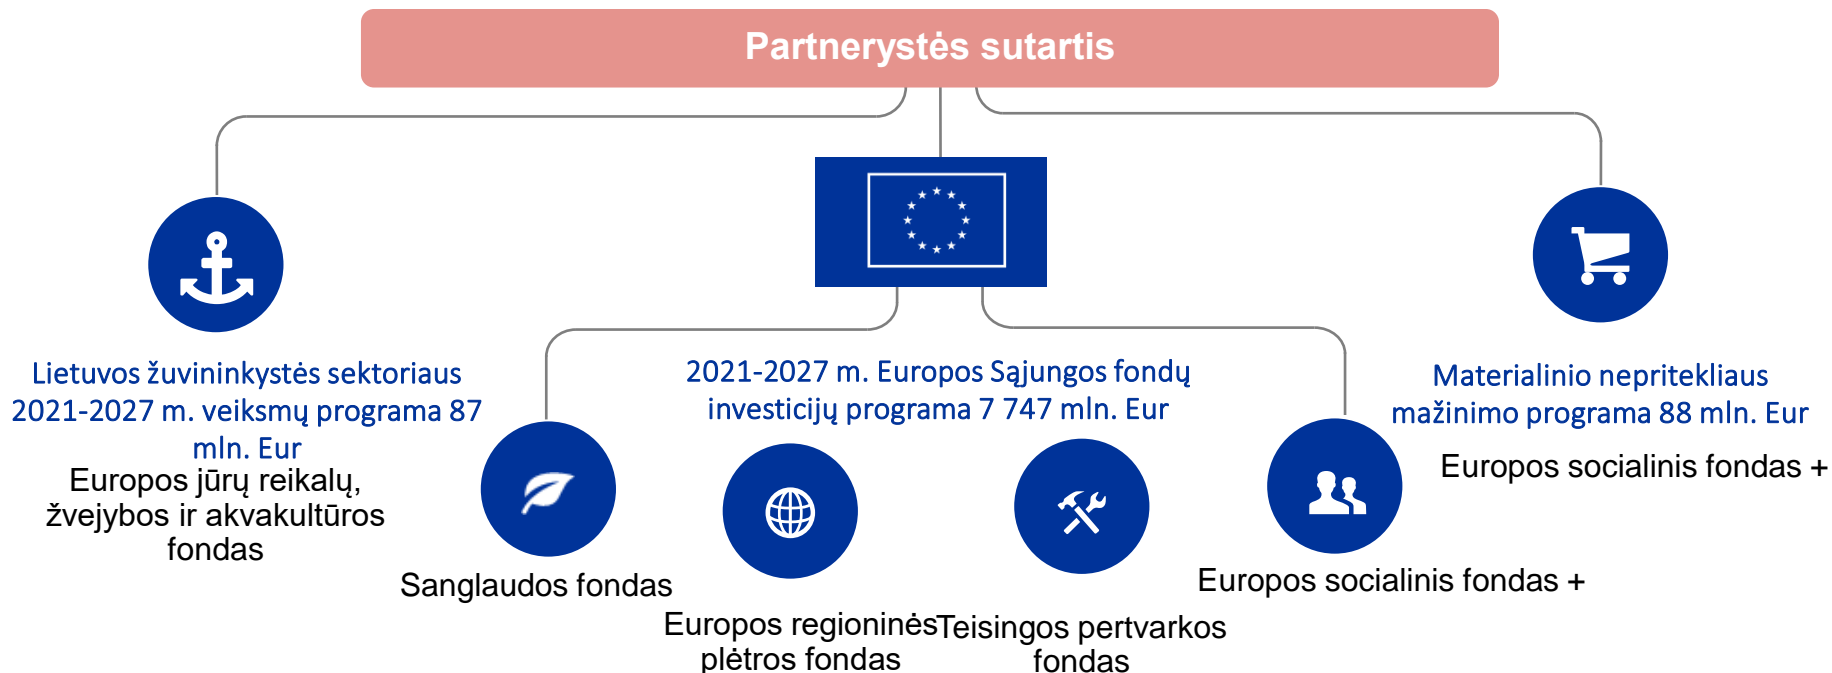 Partnerystės sutartis
Lietuvos žuvininkystės sektoriaus
2021-2027 m. veiksmų programa 87
mln. Eur
Europos jūrų reikalų,
žvejybos ir akvakultūros
fondas
2021-2027 m. Europos Sąjungos fondų
investicijų programa 7 747 mln. Eur
Materialinio nepritekliaus
mažinimo programa 88 mln. Eur
Europos socialinis fondas +
Sanglaudos fondas
Europos regioninės
plėtros fondas
Teisingos pertvarkos
fondas
Europos socialinis fondas +